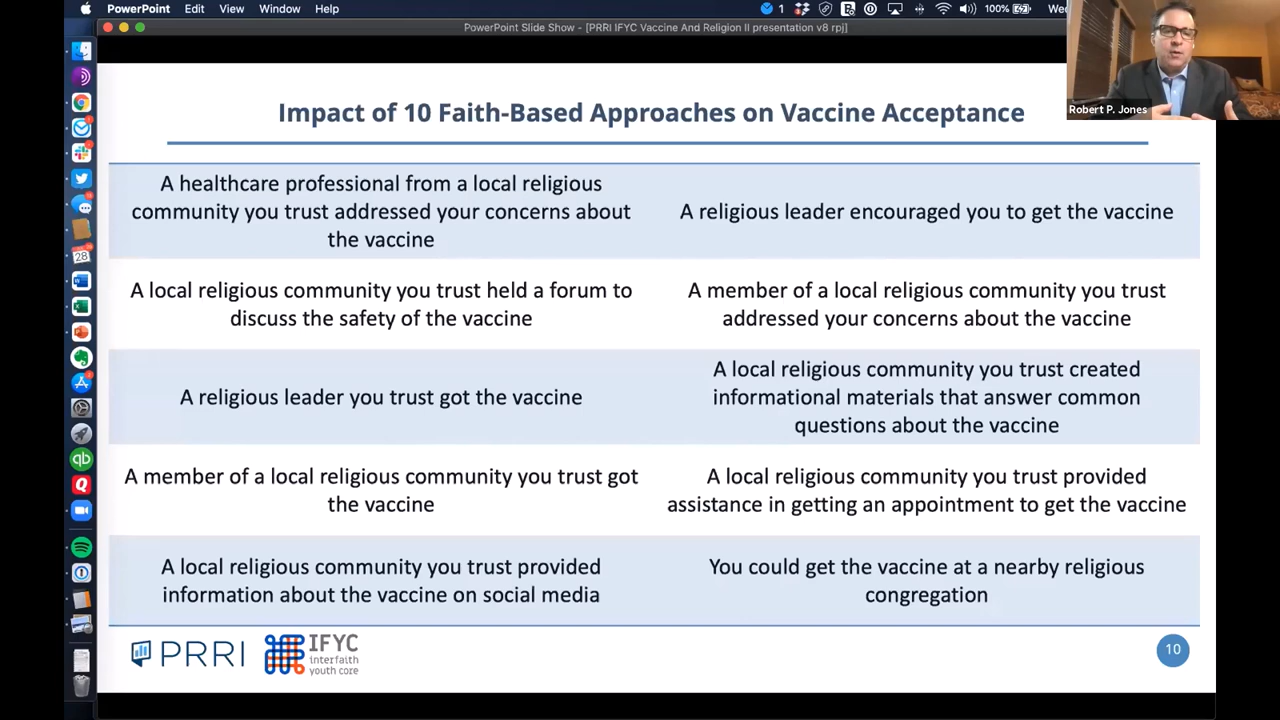 PowerPoint Edit View Window Help
1
100%
Wed
PowerPoint Slide Show - [PRRI IFYC Vaccine And Religion II presentation v8 rpj]
Robert P. Jones
Impact of 10 Faith-Based Approaches on Vaccine Acceptance
A healthcare professional from a local religious
community you trust addressed your concerns about
the vaccine
A religious leader encouraged you to get the vaccine
A local religious community you trust held a forum to
discuss the safety of the vaccine
A member of a local religious community you trust
addressed your concerns about the vaccine
A religious leader you trust got the vaccine
A local religious community you trust created
informational materials that answer common
questions about the vaccine
A member of a local religious community you trust got
the vaccine
A local religious community you trust provided
assistance in getting an appointment to get the vaccine
A local religious community you trust provided
information about the vaccine on social media
You could get the vaccine at a nearby religious
congregation
PRRI
IFYC
interfaith
youth core
10
28